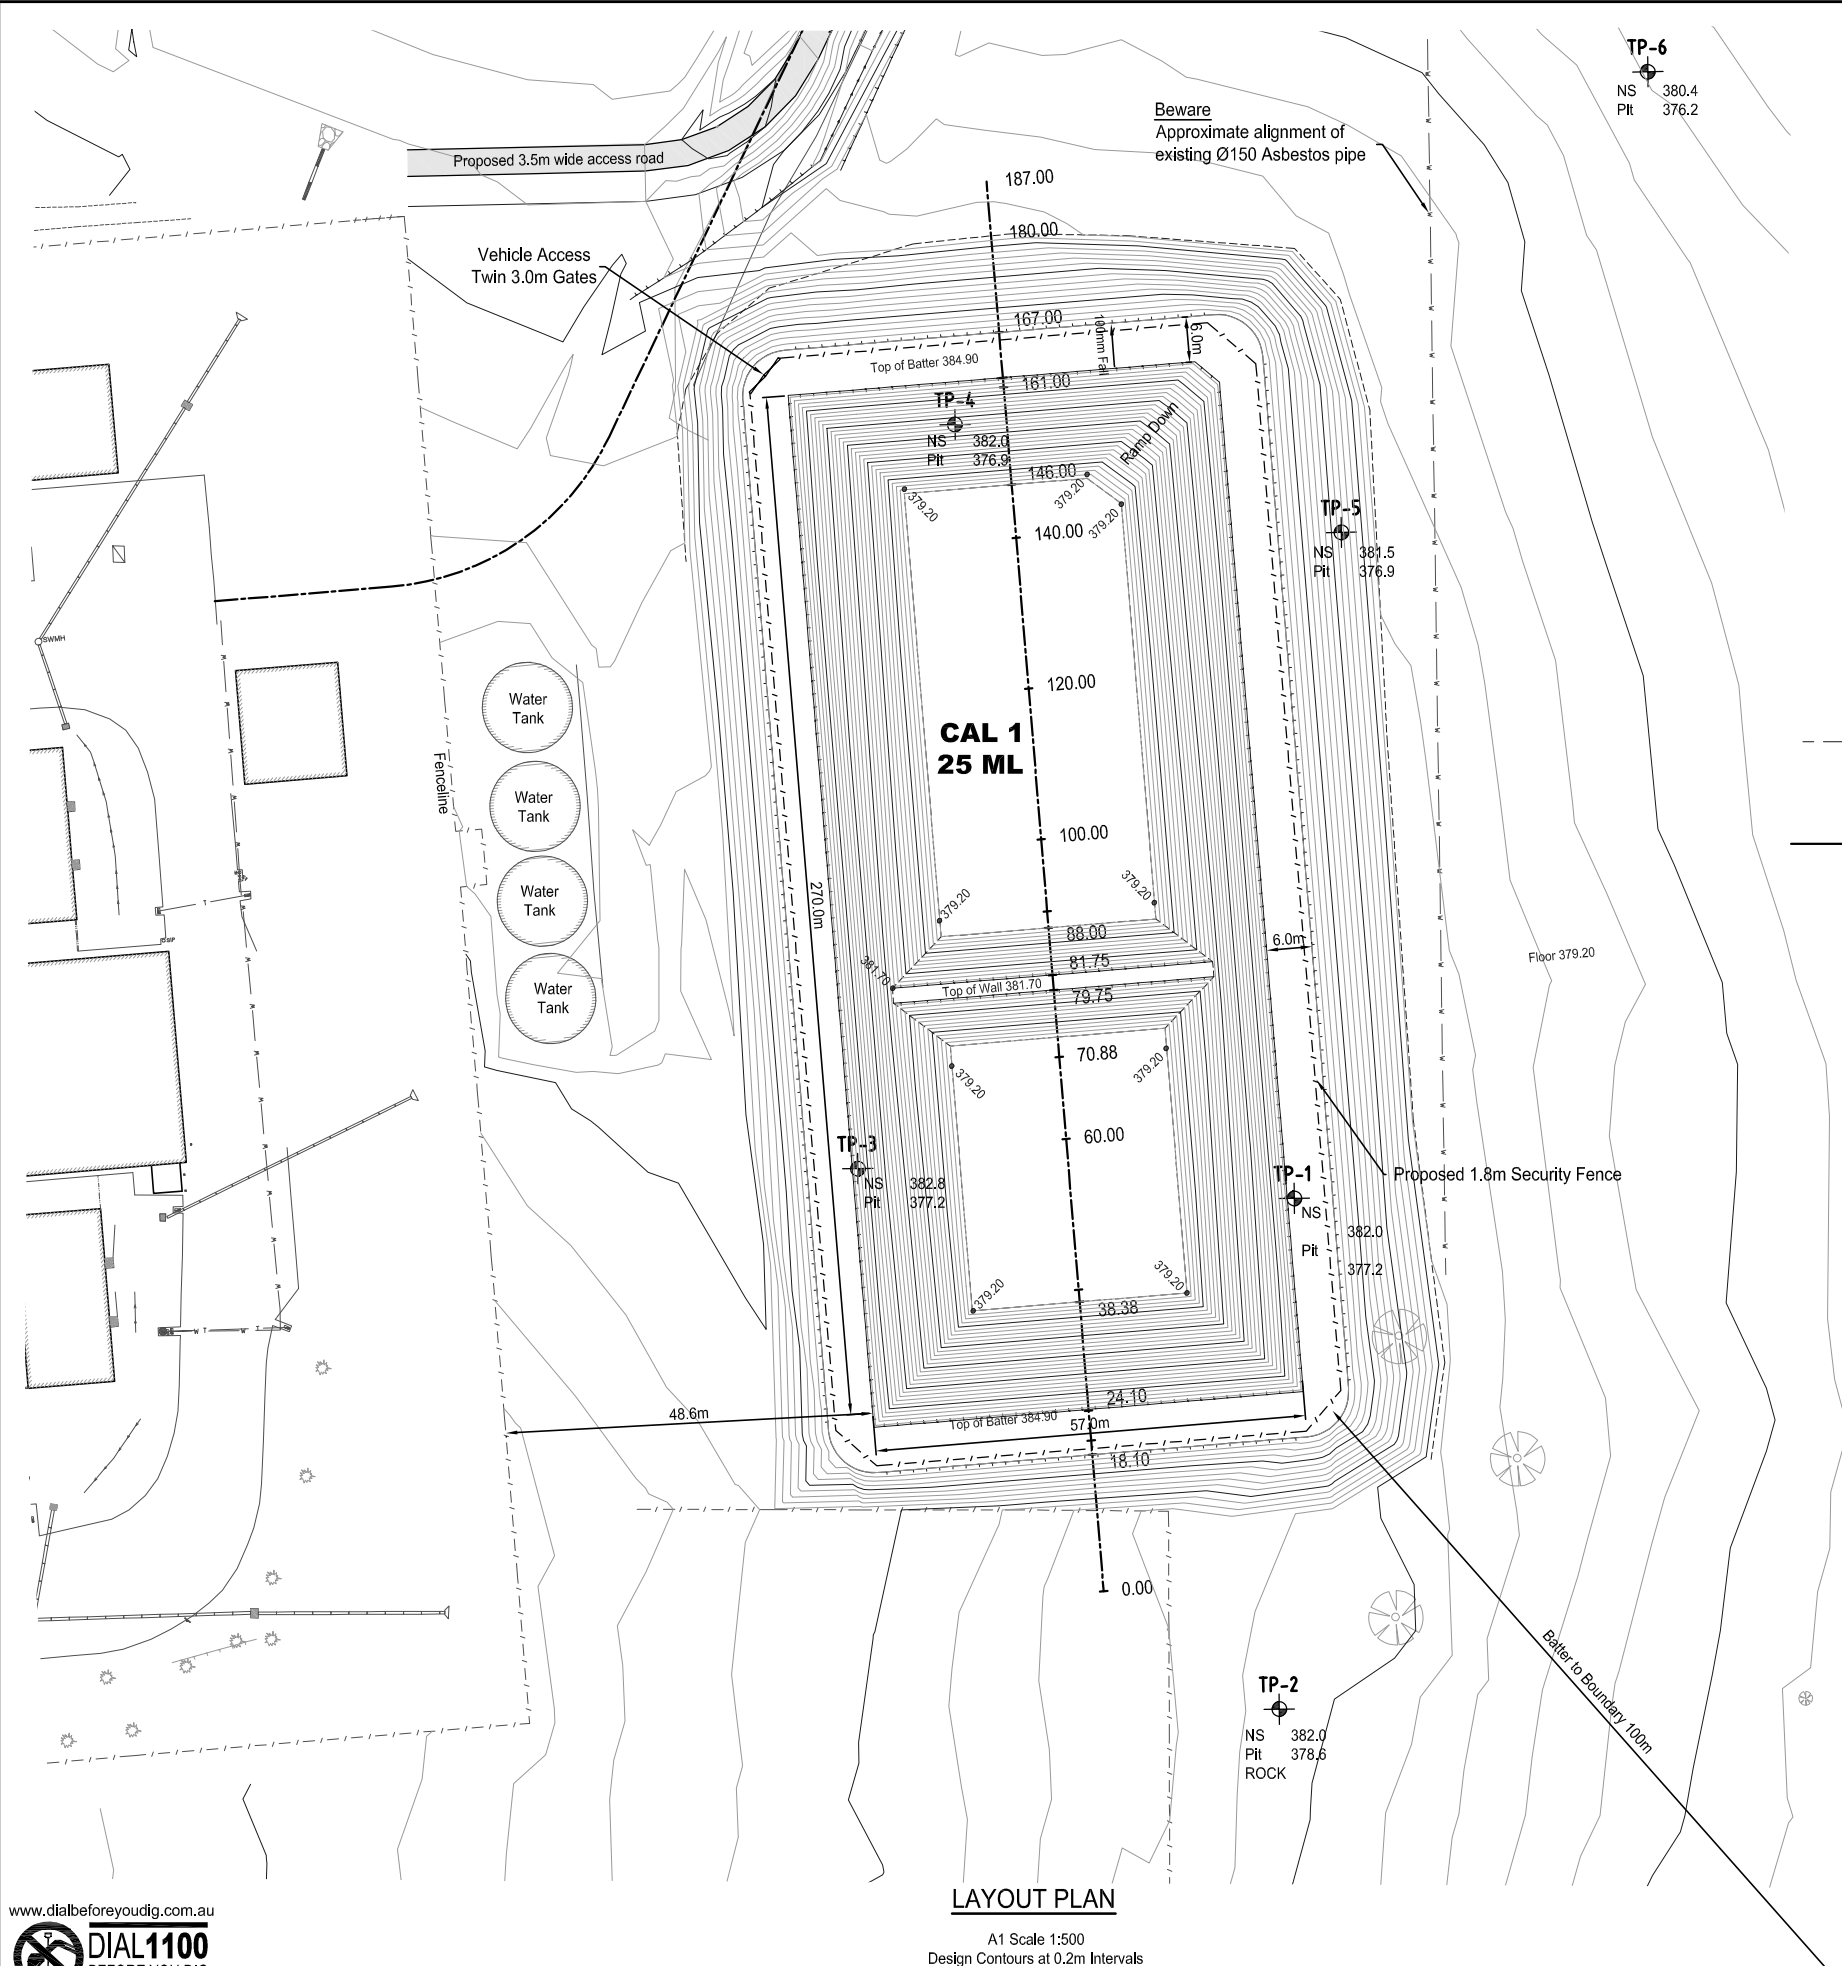 TP-6
NS 380.4
Pit 376.2
Beware
Approximate alignment of
existing Ø150 Asbestos pipe
Proposed 3.5m wide access road
187.00
180.00
Vehicle Access
Twin 3.0m Gates
167.00
100mm Fall
6.0m
Top of Batter 384.90
161.00
TP-4
NS 382.0
Pit 376.9
Ramp Down
146.00
379.20
379.20
379.20
140.00
TP-5
NS 381.5
Pit 376.9
SWMH
Water
Tank
120.00
CAL 1
25 ML
Fenceline
Water
Tank
100.00
270.0m
Water
Tank
379.20
379.20
88.00
6.0m
Floor 379.20
381.70
81.75
Top of Wall 381.70
79.75
Water
Tank
70.88
379.20
379.20
60.00
TP-3
NS 382.8
Pit 377.2
TP-1
NS
382.0
Pit
377.2
Proposed 1.8m Security Fence
379.20
379.20
38.38
24.10
48.6m
Top of Batter 384.90
57.0m
18.10
0.00
Batter to Boundary 100m
TP-2
NS 382.0
Pit 378.6
ROCK
LAYOUT PLAN
A1 Scale 1:500
Design Contours at 0.2m Intervals
www.dialbeforeyoudig.com.au
DIAL1100